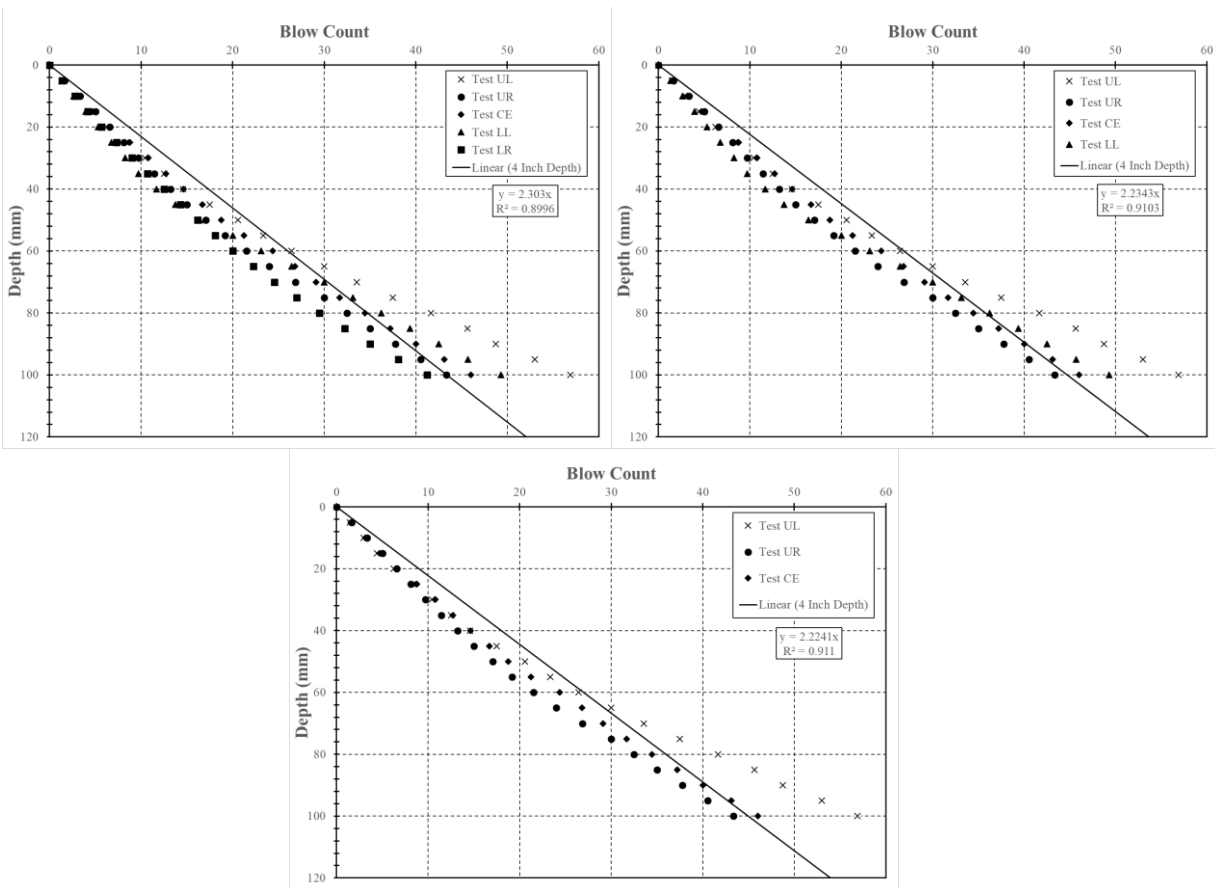 Blow Count
0 10 20 30 40 50 60
0
20
40
60
80
100
120
Depth (mm)
Test UL
Test UR
Test CE
Test LL
Test LR
Linear (4 Inch Depth)
y = 2.303x
R² = 0.8996
Blow Count
0 10 20 30 40 50 60
0
20
40
60
80
100
120
Depth (mm)
Test UL
Test UR
Test CE
Test LL
Linear (4 Inch Depth)
y = 2.2343x
R² = 0.9103
Blow Count
0 10 20 30 40 50 60
0
20
40
60
80
100
120
Depth (mm)
Test UL
Test UR
Test CE
Linear (4 Inch Depth)
y = 2.2241x
R² = 0.911